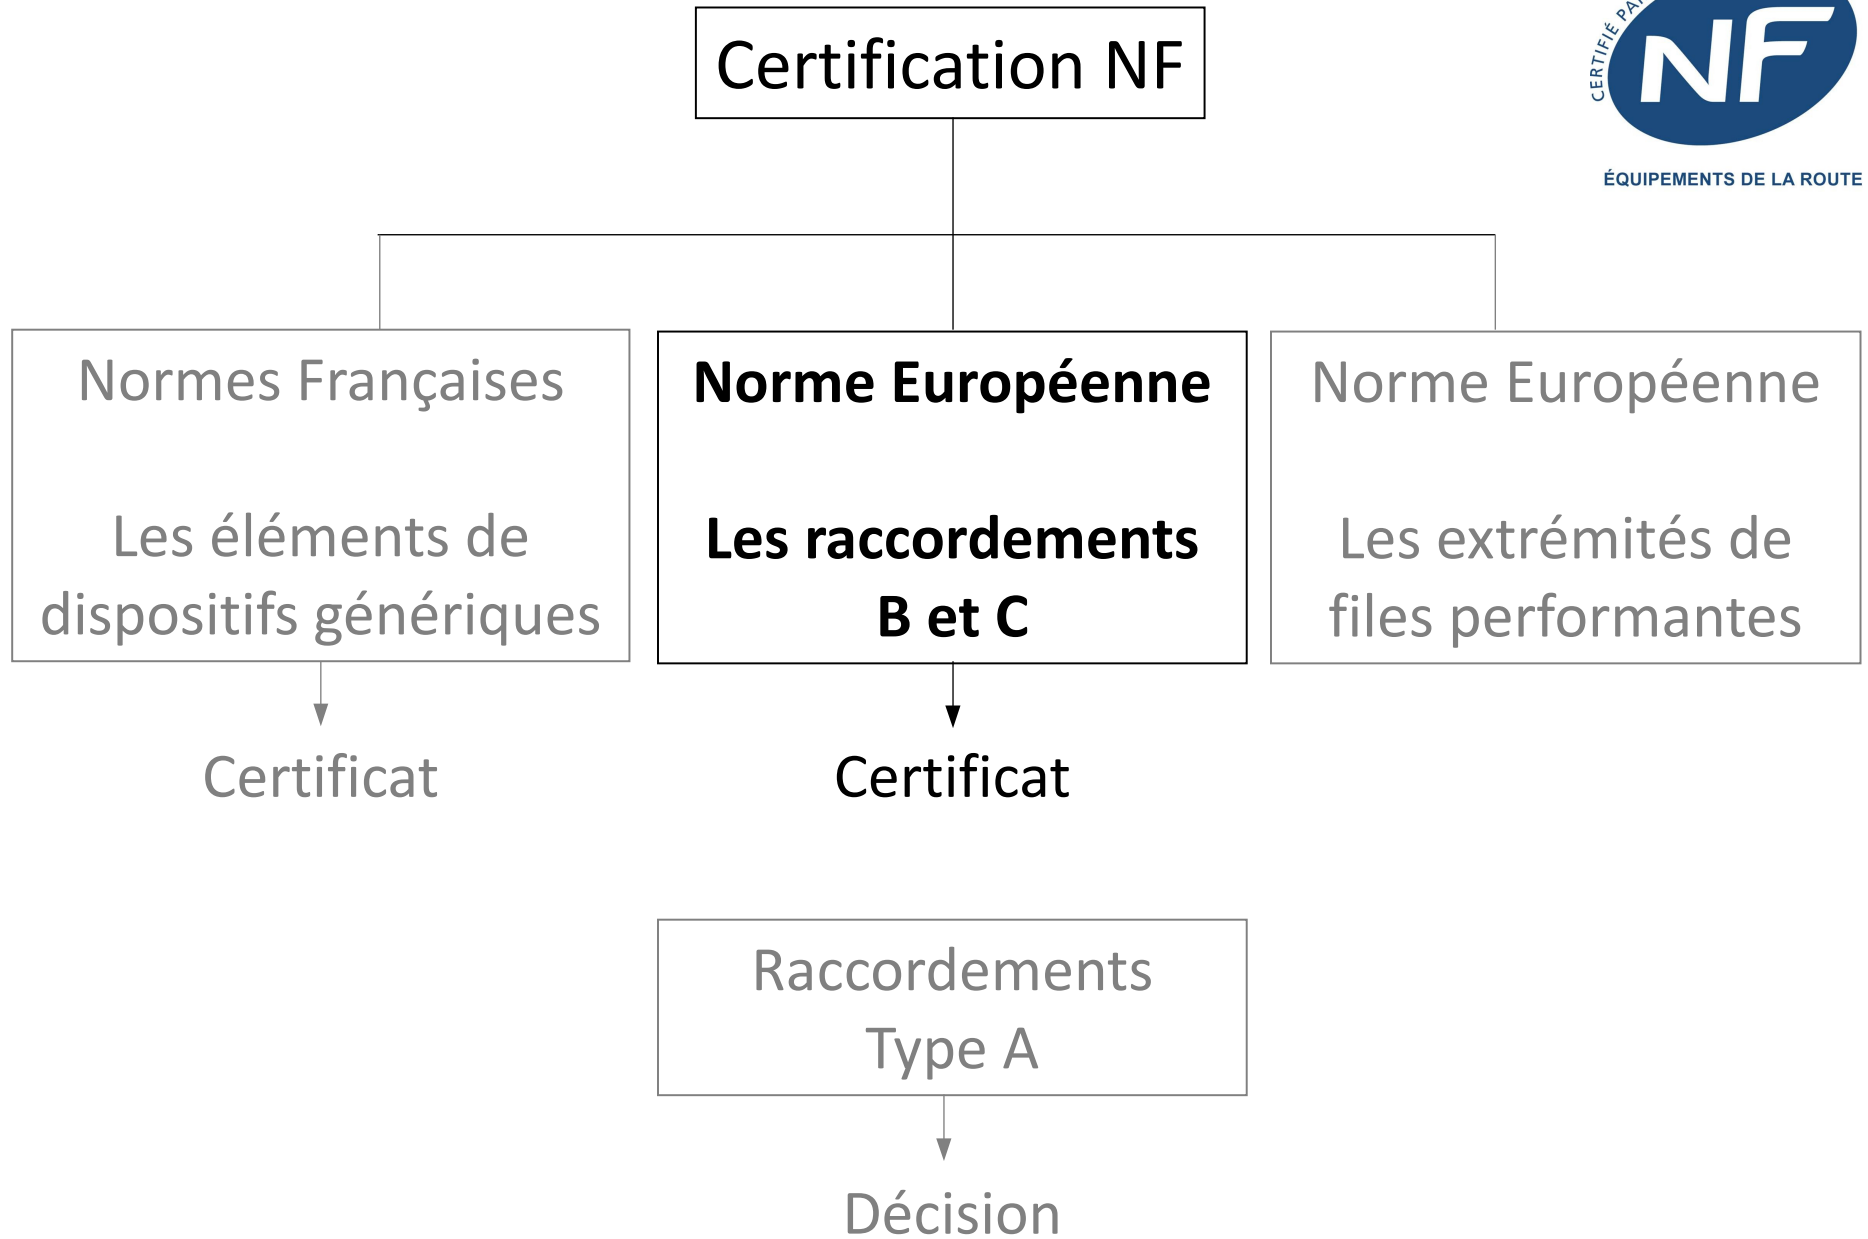 Certification NF
CERTIFIÉ
NF
ÉQUIPEMENTS DE LA ROUTE
Normes Françaises
Les éléments de
dispositifs génériques
Certificat
Norme Européenne
Les raccordements
B et C
Certificat
Norme Européenne
Les extrémités de
files performantes
Raccordements
Type A
Décision